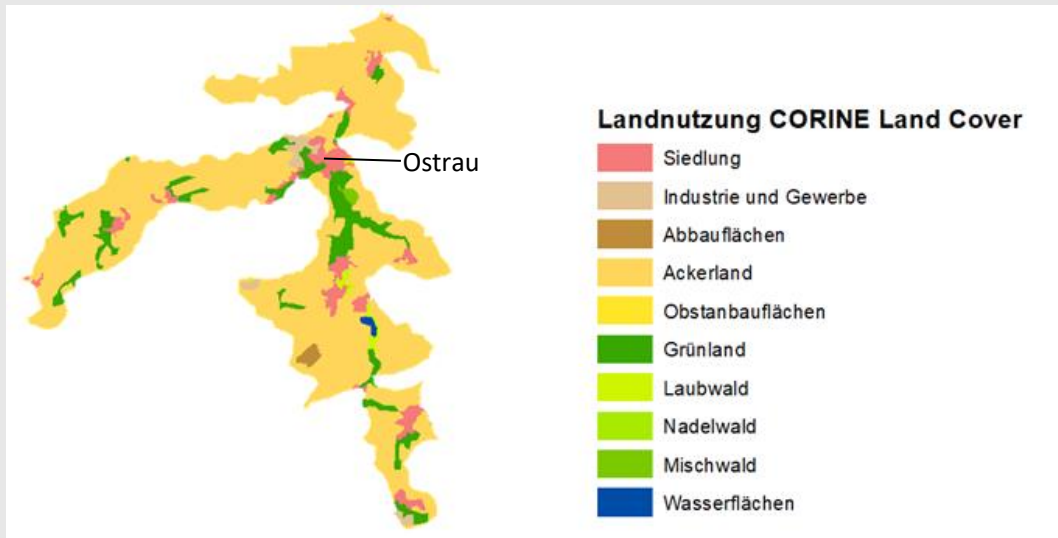 Ostrau
Landnutzung CORINE Land Cover
Siedlung
Industrie und Gewerbe
Abbauflächen
Ackerland
Obstanbauflächen
Grünland
Laubwald
Nadelwald
Mischwald
Wasserflächen